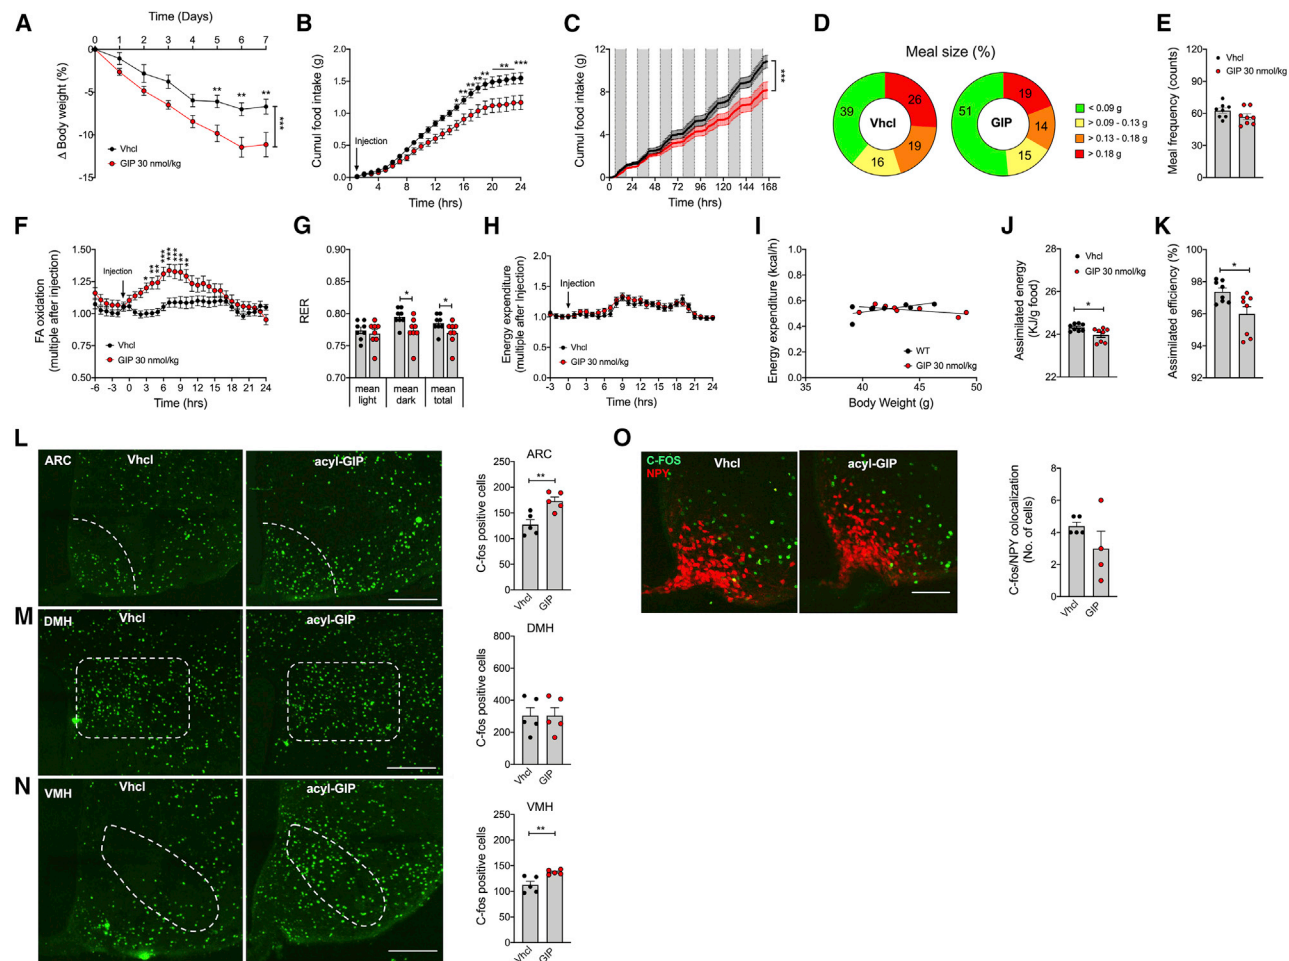 A
Time (Days)
0 1 2 3 4 5 6 7
0
-5
-10
-15
Δ Body weight (%)
** ** **
***
Vhcl
GIP 30 nmol/kg
B
Cumul food intake (g)
2.0
1.5
1.0
0.5
0.0
Injection
* ** ** ** ** ** ***
0 4 8 12 16 20 24
Time (hrs)
C
Cumul food intake (g)
12
8
4
0
***
0 24 48 72 96 120 144 168
Time (hrs)
D
Meal size (%)
39 26 19 16
Vhcl
51 19 14 15
GIP
< 0.09 g
> 0.09 - 0.13 g
> 0.13 - 0.18 g
> 0.18 g
E
Vhcl
GIP 30 nmol/kg
Meal frequency (counts)
120
90
60
30
0
F
FA oxidation
(multiple after injection)
1.50
1.25
1.00
0.75
0.50
Injection
Vhcl
GIP 30 nmol/kg
-6 -3 0 3 6 9 12 15 18 21 24
Time (hrs)
G
RER
0.90
0.85
0.80
0.75
0.70
* *
mean light
mean dark
mean total
H
Energy expenditure
(multiple after Injection)
3.0
2.0
1.0
0.0
Injection
Vhcl
GIP 30 nmol/kg
-3 0 3 6 9 12 15 18 21 24
Time (hrs)
I
Energy expenditure (kcal/h)
1.0
0.8
0.6
0.4
0.2
0.0
WT
GIP 30 nmol/kg
35 40 45 50
Body Weight (g)
J
Vhcl
GIP 30 nmol/kg
Assimilated energy
(KJ/g food)
28
26
24
22
*
K
Assimilated efficiency (%)
100
98
96
94
92
*
L
ARC
Vhcl
acyl-GIP
ARC
C-fos positive cells
250
200
150
100
50
0
**
Vhcl
GIP
O
C-FOS
NPY
Vhcl
acyl-GIP
C-fos/NPY colocalization
(No. of cells)
8
6
4
2
0
Vhcl
GIP
M
DMH
Vhcl
acyl-GIP
DMH
C-fos positive cells
800
600
400
200
0
Vhcl
GIP
N
VMH
Vhcl
acyl-GIP
VMH
C-fos positive cells
250
200
150
100
50
0
**
Vhcl
GIP